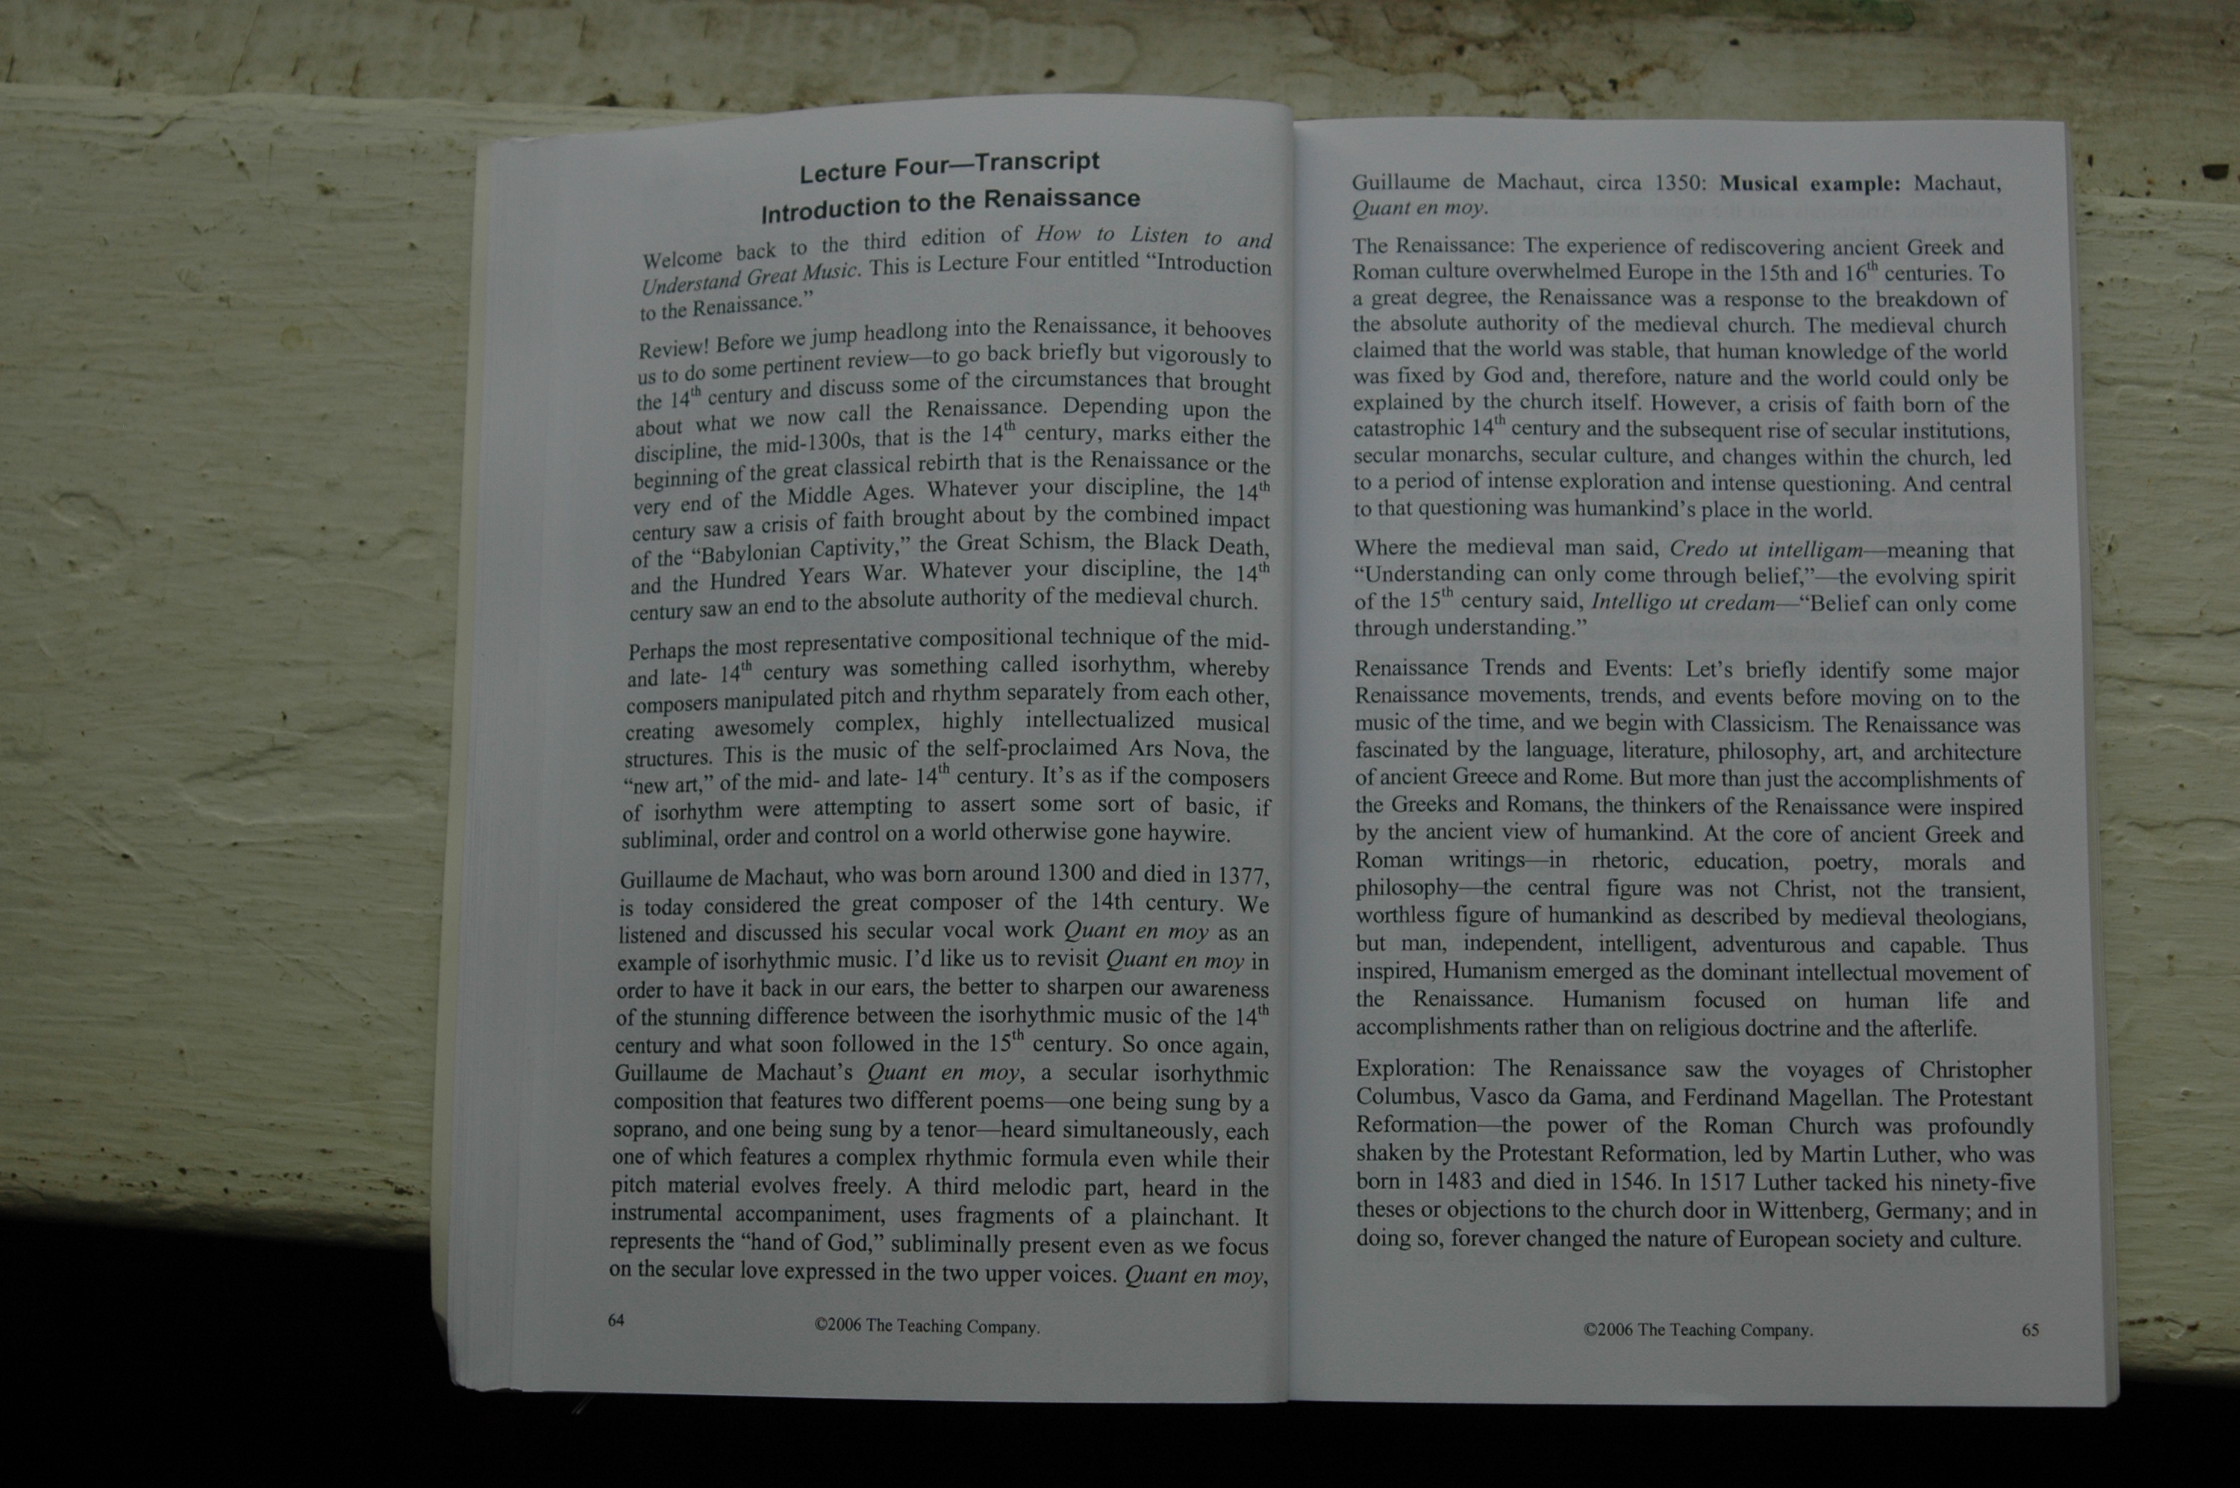 Lecture Four—Transcript
Introduction to the Renaissance
Welcome back to the third edition of How to Listen to and
Understand Great Music. This is Lecture Four entitled “Introduction
to the Renaissance.”
Review! Before we jump headlong into the Renaissance, it behooves
us to do some pertinent review—to go back briefly but vigorously to
the 14th century and discuss some of the circumstances that brought
about what we now call the Renaissance. Depending upon the
discipline, the mid-1300s, that is the 14th century, marks either the
beginning of the great classical rebirth that is the Renaissance or the
very end of the Middle Ages. Whatever your discipline, the 14th
century saw a crisis of faith brought about by the combined impact
of the “Babylonian Captivity,” the Great Schism, the Black Death,
and the Hundred Years War. Whatever your discipline, the 14th
century saw an end to the absolute authority of the medieval church.
Perhaps the most representative compositional technique of the mid-
and late- 14th century was something called isorhythm, whereby
composers manipulated pitch and rhythm separately from each other,
creating awesomely complex, highly intellectualized musical
structures. This is the music of the self-proclaimed Ars Nova, the
“new art,” of the mid- and late- 14th century. It’s as if the composers
of isorhythm were attempting to assert some sort of basic, if
subliminal, order and control on a world otherwise gone haywire.
Guillaume de Machaut, who was born around 1300 and died in 1377,
is today considered the great composer of the 14th century. We
listened and discussed his secular vocal work Quant en moy as an
example of isorhythmic music. I’d like us to revisit Quant en moy in
order to have it back in our ears, the better to sharpen our awareness
of the stunning difference between the isorhythmic music of the 14th
century and what soon followed in the 15th century. So once again,
Guillaume de Machaut’s Quant en moy, a secular isorhythmic
composition that features two different poems—one being sung by a
soprano, and one being sung by a tenor—heard simultaneously, each
one of which features a complex rhythmic formula even while their
pitch material evolves freely. A third melodic part, heard in the
instrumental accompaniment, uses fragments of a plainchant. It
represents the “hand of God,” subliminally present even as we focus
on the secular love expressed in the two upper voices. Quant en moy,
64
©2006 The Teaching Company.
Guillaume de Machaut, circa 1350: Musical example: Machaut,
Quant en moy.
The Renaissance: The experience of rediscovering ancient Greek and
Roman culture overwhelmed Europe in the 15th and 16th centuries. To
a great degree, the Renaissance was a response to the breakdown of
the absolute authority of the medieval church. The medieval church
claimed that the world was stable, that human knowledge of the world
was fixed by God and, therefore, nature and the world could only be
explained by the church itself. However, a crisis of faith born of the
catastrophic 14th century and the subsequent rise of secular institutions,
secular monarchs, secular culture, and changes within the church, led
to a period of intense exploration and intense questioning. And central
to that questioning was humankind’s place in the world.
Where the medieval man said, Credo ut intelligam—meaning that
“Understanding can only come through belief,”—the evolving spirit
of the 15th century said, Intelligo ut credam—“Belief can only come
through understanding.”
Renaissance Trends and Events: Let’s briefly identify some major
Renaissance movements, trends, and events before moving on to the
music of the time, and we begin with Classicism. The Renaissance was
fascinated by the language, literature, philosophy, art, and architecture
of ancient Greece and Rome. But more than just the accomplishments of
the Greeks and Romans, the thinkers of the Renaissance were inspired
by the ancient view of humankind. At the core of ancient Greek and
Roman writings—in rhetoric, education, poetry, morals and
philosophy—the central figure was not Christ, not the transient,
worthless figure of humankind as described by medieval theologians,
but man, independent, intelligent, adventurous and capable. Thus
inspired, Humanism emerged as the dominant intellectual movement of
the Renaissance. Humanism focused on human life and
accomplishments rather than on religious doctrine and the afterlife.
Exploration: The Renaissance saw the voyages of Christopher
Columbus, Vasco da Gama, and Ferdinand Magellan. The Protestant
Reformation—the power of the Roman Church was profoundly
shaken by the Protestant Reformation, led by Martin Luther, who was
born in 1483 and died in 1546. In 1517 Luther tacked his ninety-five
theses or objections to the church door in Wittenberg, Germany; and in
doing so, forever changed the nature of European society and culture.
©2006 The Teaching Company.
65